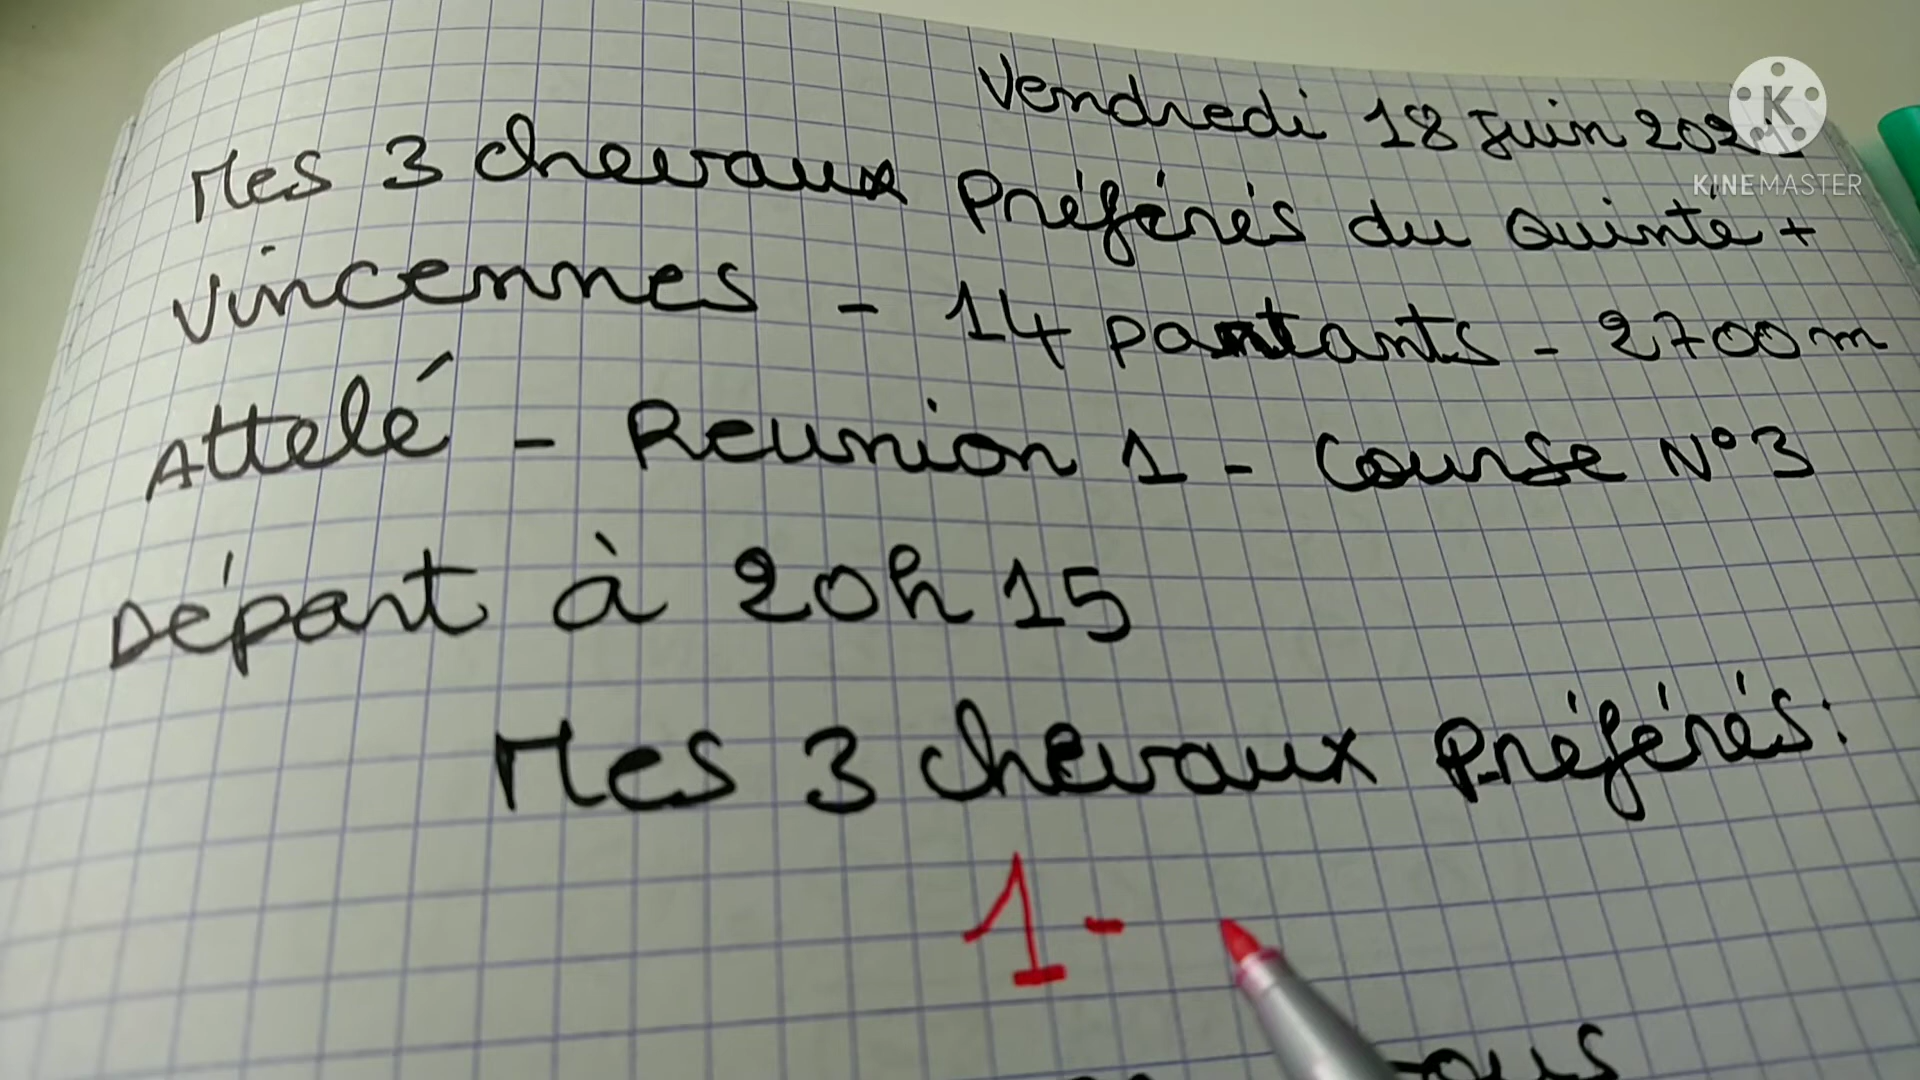 Vendredi 18 Juin 2021
Mes 3 chevaux Préférés du Quinté +
Vincennes - 14 partants - 2700m
Attelé - Reunion 1 - Course N°3
Départ à 20h15
Mes 3 chevaux Préférés:
1-
KINEMASTER